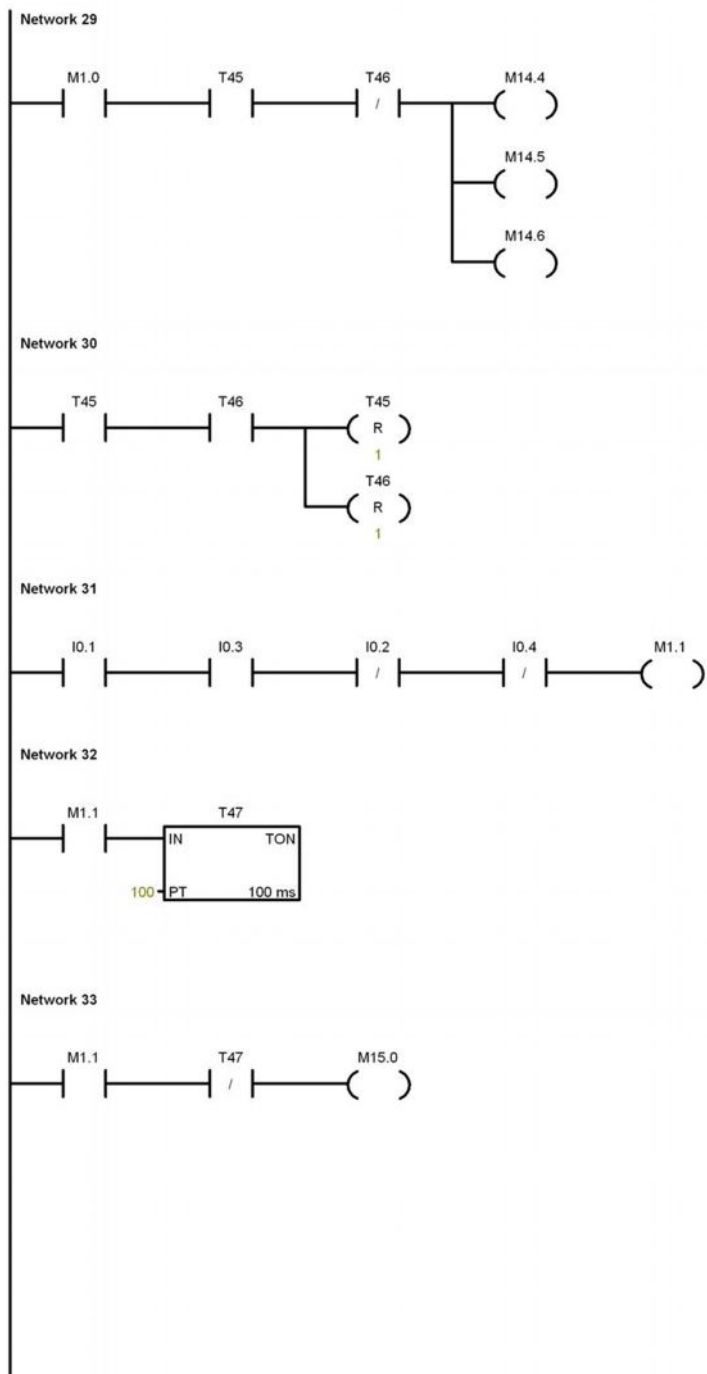 Network 29
M1.0 T45 T46 M14.4
/
M14.5
M14.6
Network 30
T45 T46 T45
R
1
T46
R
1
Network 31
I0.1 I0.3 I0.2 I0.4 M1.1
/ /
Network 32
M1.1 T47
IN TON
100 PT 100 ms
Network 33
M1.1 T47 M15.0
/